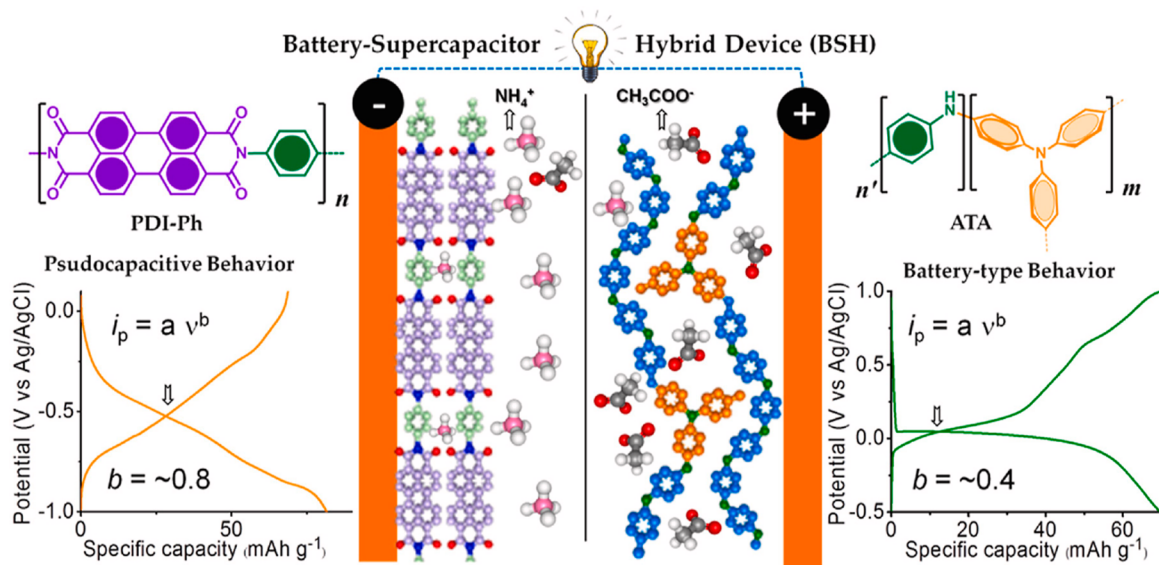 Battery-Supercapitor Hybrid Device (BSH)
- +
NH₄⁺ CH₃COO⁻
O O
N N
O O
n
PDI-Ph
H
N
N
n' m
ATA
Psudocapacitive Behavior
0.0
-0.5
-1.0
iₚ = a νᵇ
b = ~0.8
0 50
Potential (V vs Ag/AgCl)
Specific capacity (mAh g⁻¹)
Battery-type Behavior
1.0
0.5
0.0
-0.5
iₚ = a νᵇ
b = ~0.4
0 20 40 60
Potential (V vs Ag/AgCl)
Specific capacity (mAh g⁻¹)